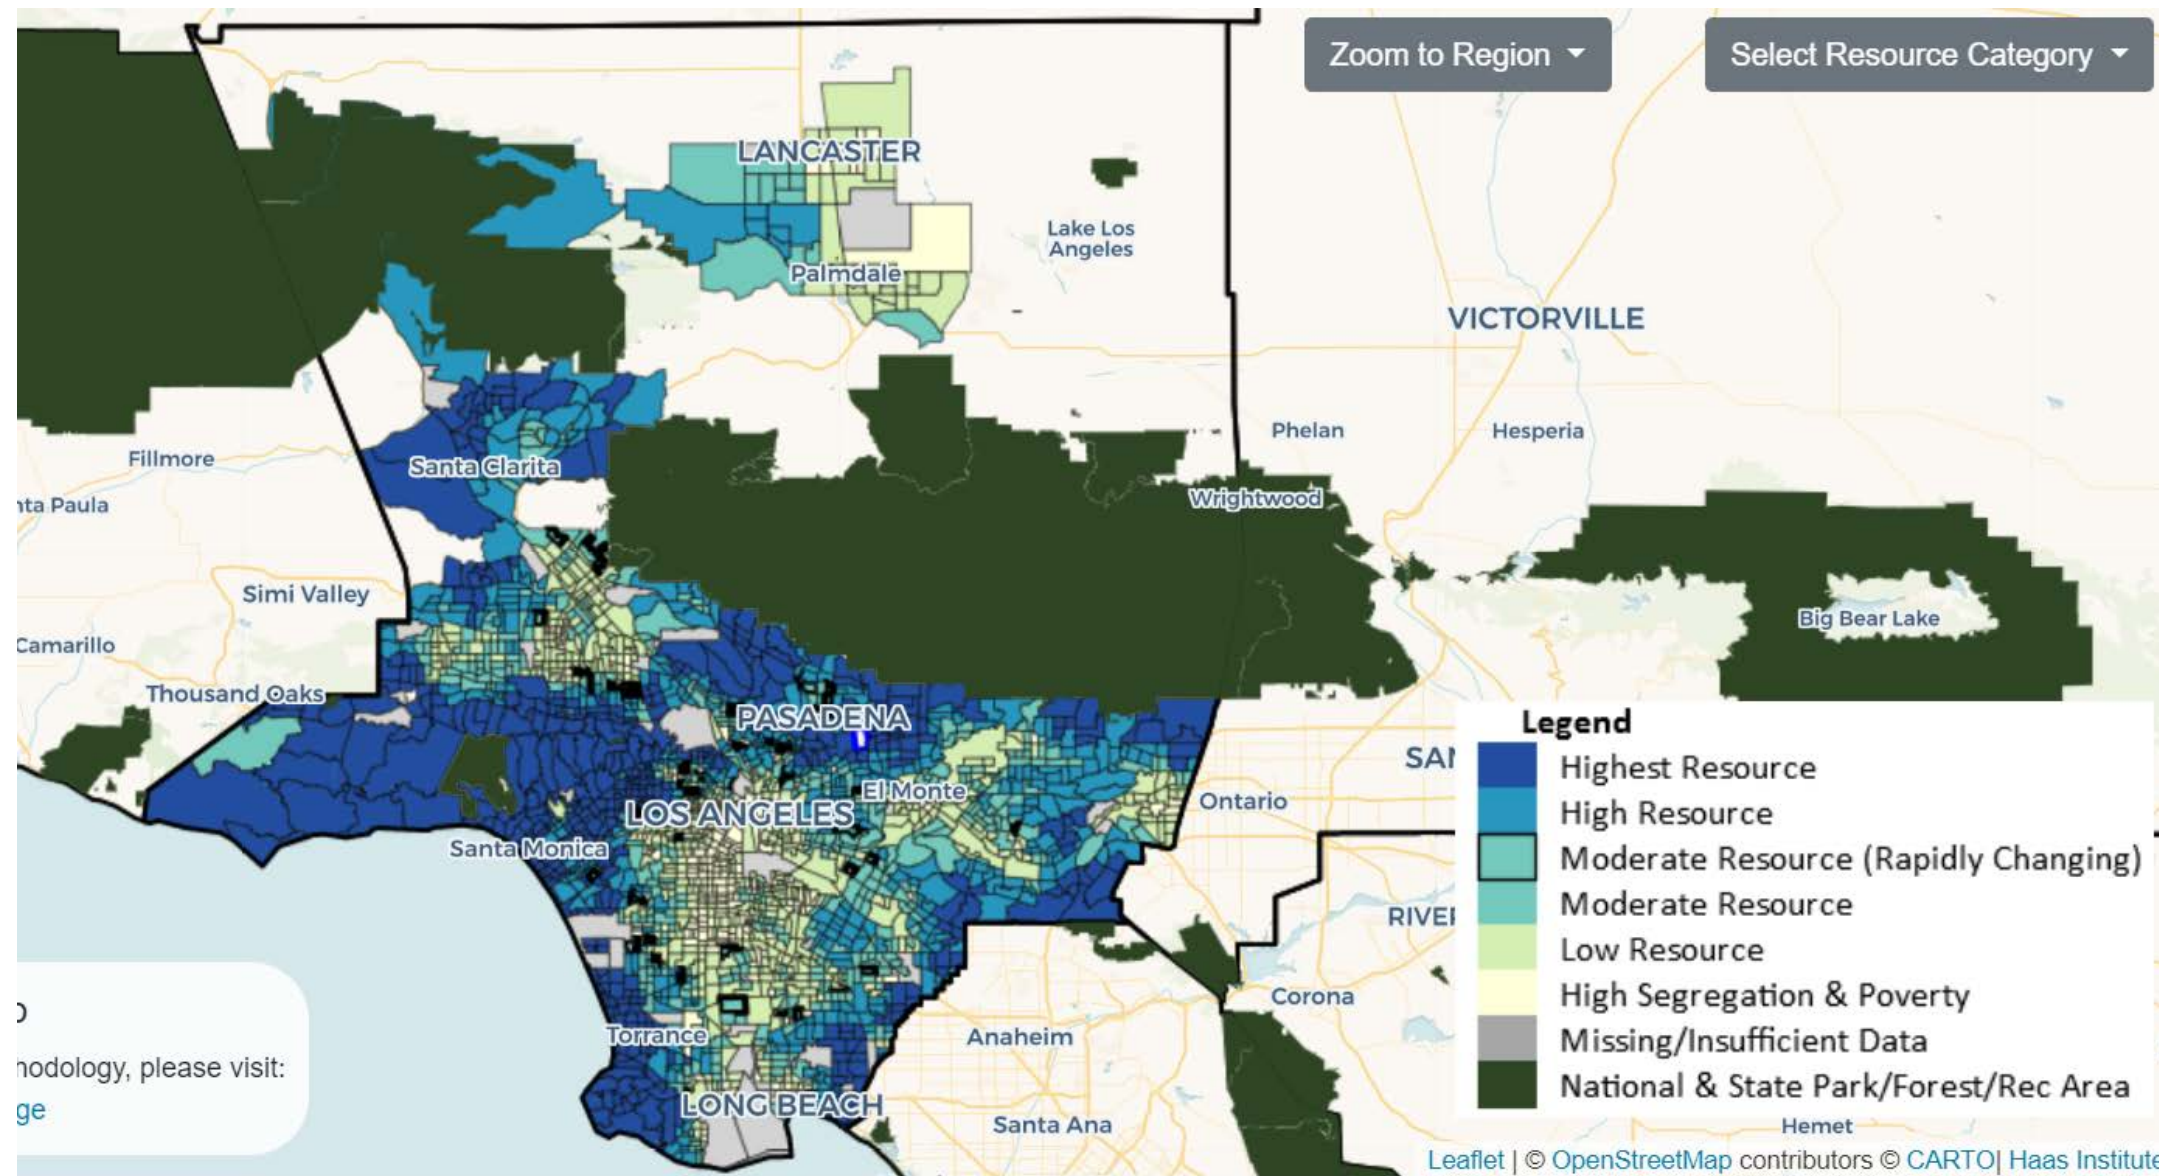 Zoom to Region
Select Resource Category
LANCASTER
Lake Los
Angeles
Palmdale
VICTORVILLE
Phelan
Hesperia
Fillmore
Santa Clarita
nta Paula
Wrightwood
Simi Valley
Big Bear Lake
Camarillo
Thousand Oaks
PASADENA
SAN
El Monte
Ontario
LOS ANGELES
Santa Monica
RIVER
Corona
Torrance
Anaheim
LONG BEACH
Santa Ana
Hemet
Legend
Highest Resource
High Resource
Moderate Resource (Rapidly Changing)
Moderate Resource
Low Resource
High Segregation & Poverty
Missing/Insufficient Data
National & State Park/Forest/Rec Area
nodology, please visit:
ge
Leaflet | © OpenStreetMap contributors © CARTO| Haas Institute